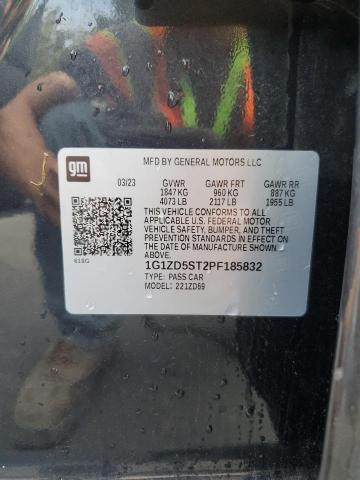 gm
MFD BY GENERAL MOTORS LLC
03/23 GVWR GAWR FRT GAWR RR
1847 KG 960 KG 887 KG
4073 LB 2117 LB 1955 LB
THIS VEHICLE CONFORMS TO ALL
APPLICABLE U.S. FEDERAL MOTOR
VEHICLE SAFETY, BUMPER, AND THEFT
PREVENTION STANDARDS IN EFFECT ON
THE DATE OF MANUFACTURE SHOWN
ABOVE.
619G
1G1ZD5ST2PF185832
TYPE: PASS CAR
MODEL: 221ZD69